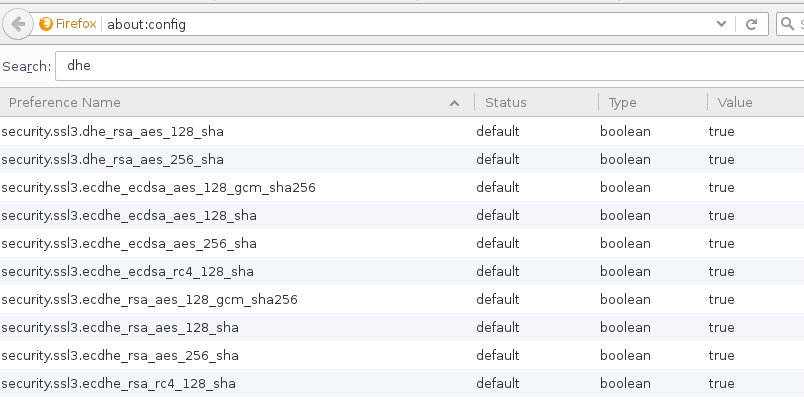 Firefox about:config S
Search: dhe
Preference Name Status Type Value
security.ssl3.dhe_rsa_aes_128_sha default boolean true
security.ssl3.dhe_rsa_aes_256_sha default boolean true
security.ssl3.ecdhe_ecdsa_aes_128_gcm_sha256 default boolean true
security.ssl3.ecdhe_ecdsa_aes_128_sha default boolean true
security.ssl3.ecdhe_ecdsa_aes_256_sha default boolean true
security.ssl3.ecdhe_ecdsa_rc4_128_sha default boolean true
security.ssl3.ecdhe_rsa_aes_128_gcm_sha256 default boolean true
security.ssl3.ecdhe_rsa_aes_128_sha default boolean true
security.ssl3.ecdhe_rsa_aes_256_sha default boolean true
security.ssl3.ecdhe_rsa_rc4_128_sha default boolean true